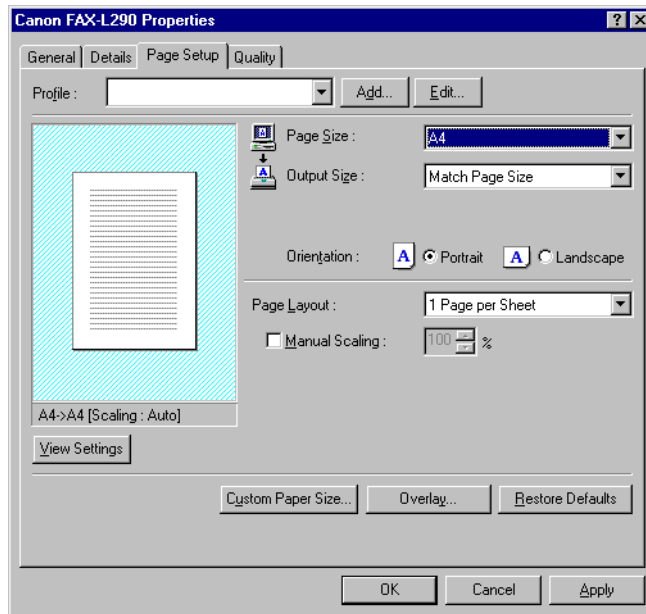 Canon FAX-L290 Properties
General Details Page Setup Quality
Profile : Add... Edit...
Page Size : A4
Output Size : Match Page Size
Orientation : A Portrait A Landscape
Page Layout : 1 Page per Sheet
Manual Scaling : 100 %
A4->A4 [Scaling : Auto]
View Settings
Custom Paper Size... Overlay... Restore Defaults
OK Cancel Apply